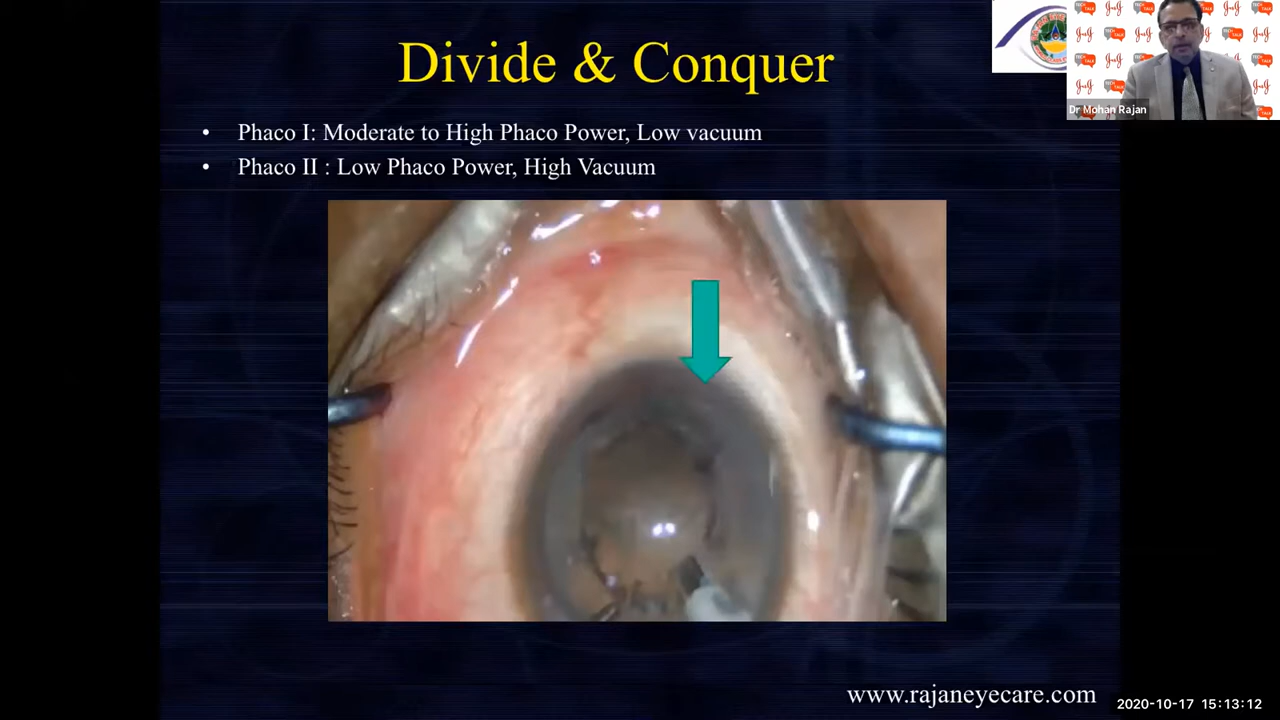 Divide & Conquer
• Phaco I: Moderate to High Phaco Power, Low vacuum
• Phaco II : Low Phaco Power, High Vacuum
Dr Mohan Rajan
www.rajaneyecare.com
2020-10-17 15:13:12